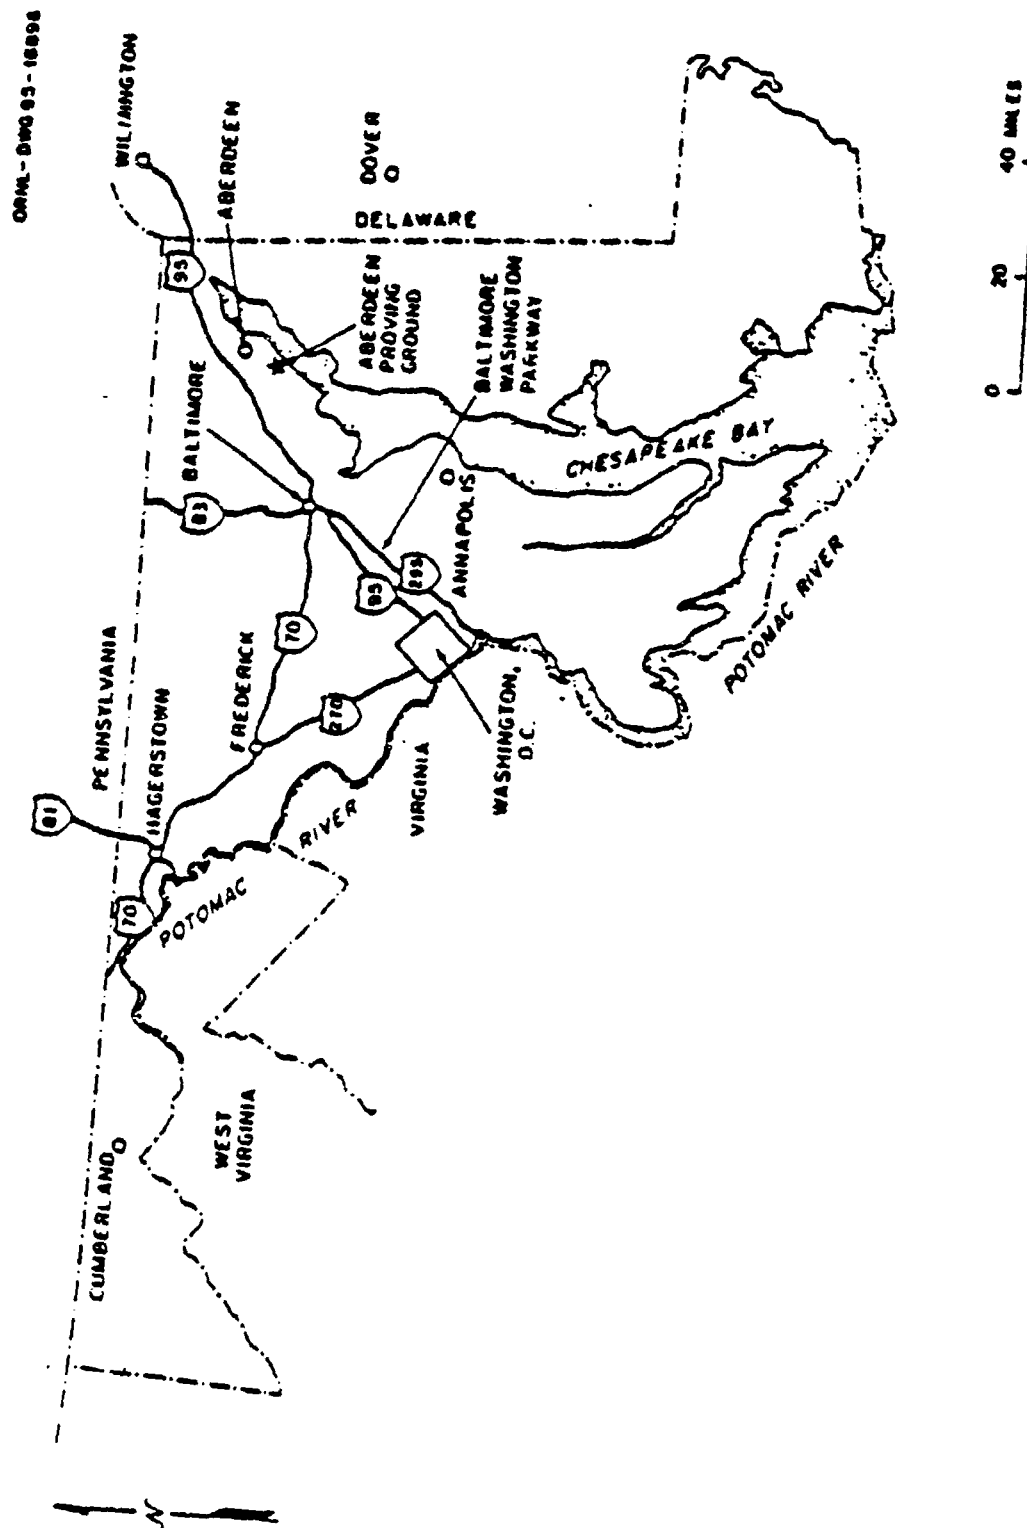 ORNL-DWG 95-16896
PENNSYLVANIA
CUMBERLAND
81
HAGERSTOWN
70
FREDERICK
70
83
BALTIMORE
95
WILMINGTON
ABERDEEN
ABERDEEN
PROVING
GROUND
DELAWARE
DOVER
BALTIMORE
WASHINGTON
PARKWAY
270
95
295
ANNAPOLIS
WEST
VIRGINIA
POTOMAC
RIVER
VIRGINIA
WASHINGTON,
D.C.
CHESAPEAKE BAY
POTOMAC RIVER
N
0
20
40 MILES